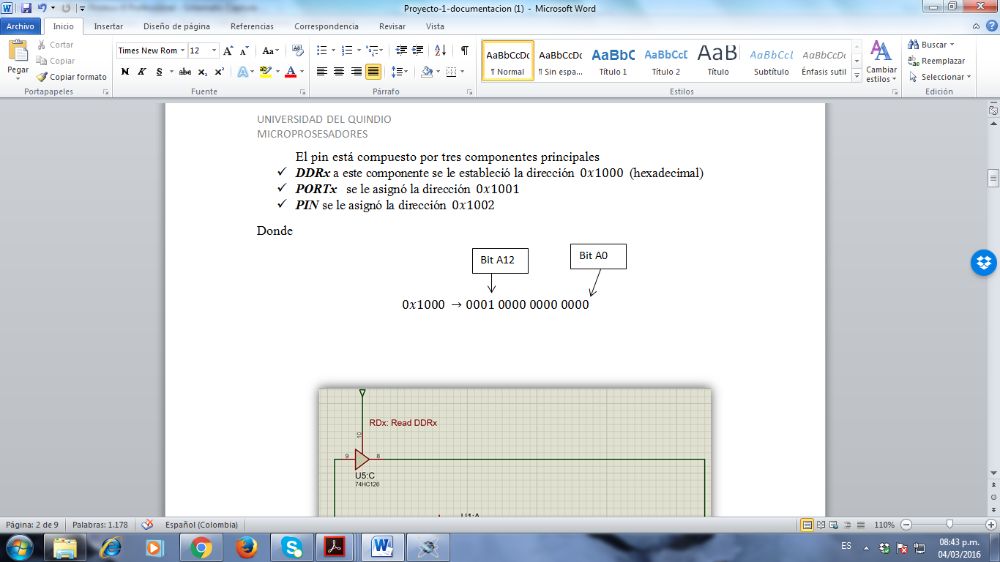 Proyecto-1-documentacion (1) - Microsoft Word
Archivo Inicio Insertar Diseño de página Referencias Correspondencia Revisar Vista
Pegar
Cortar
Copiar
Copiar formato
Portapapeles
Times New Rom 12
N K S abc x₂ x² A ab A
Fuente
Párrafo
AaBbCcDc AaBbCcDc AaBbC AaBbCcD AaB AaBbCcL AaBbCcDc
¶ Normal ¶ Sin espa... Título 1 Título 2 Título Subtítulo Énfasis sutil
Estilos
Cambiar
estilos
Buscar
Reemplazar
Seleccionar
Edición
UNIVERSIDAD DEL QUINDIO
MICROPROSESADORES
El pin está compuesto por tres componentes principales
✓ DDRx a este componente se le estableció la dirección 0x1000 (hexadecimal)
✓ PORTx se le asignó la dirección 0x1001
✓ PIN se le asignó la dirección 0x1002
Donde
Bit A12
Bit A0
0x1000 → 0001 0000 0000 0000
RDx: Read DDRx
10
9 8
U5:C
74HC126
U1:A
Página: 2 de 9 Palabras: 1.178 Español (Colombia) 110%
ES 08:43 p.m.
04/03/2016